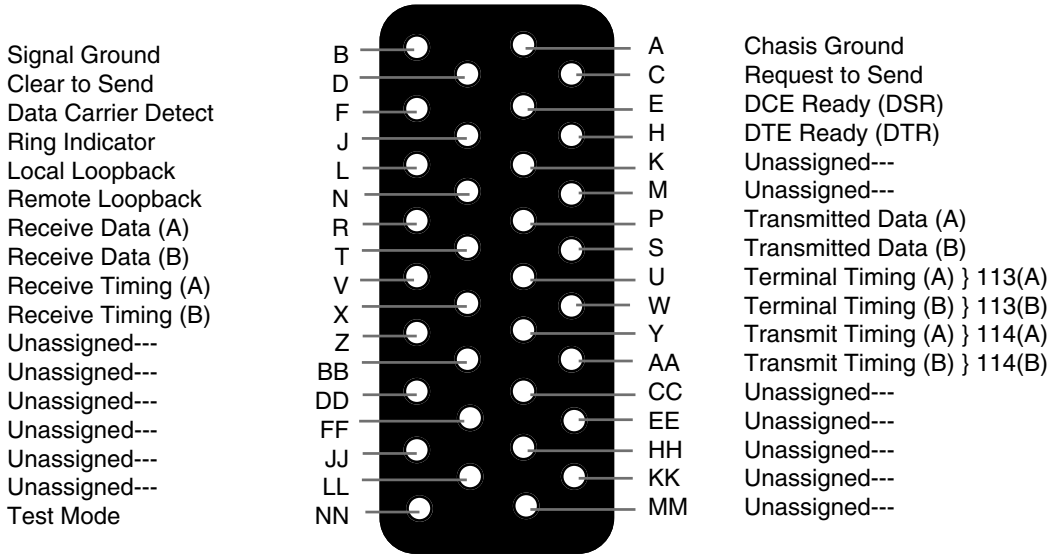 Signal Ground B A Chasis Ground
Clear to Send D C Request to Send
Data Carrier Detect F E DCE Ready (DSR)
Ring Indicator J H DTE Ready (DTR)
Local Loopback L K Unassigned---
Remote Loopback N M Unassigned---
Receive Data (A) R P Transmitted Data (A)
Receive Data (B) T S Transmitted Data (B)
Receive Timing (A) V U Terminal Timing (A) } 113(A)
Receive Timing (B) X W Terminal Timing (B) } 113(B)
Unassigned--- Z Y Transmit Timing (A) } 114(A)
Unassigned--- BB AA Transmit Timing (B) } 114(B)
Unassigned--- DD CC Unassigned---
Unassigned--- FF EE Unassigned---
Unassigned--- JJ HH Unassigned---
Unassigned--- LL KK Unassigned---
Test Mode NN MM Unassigned---